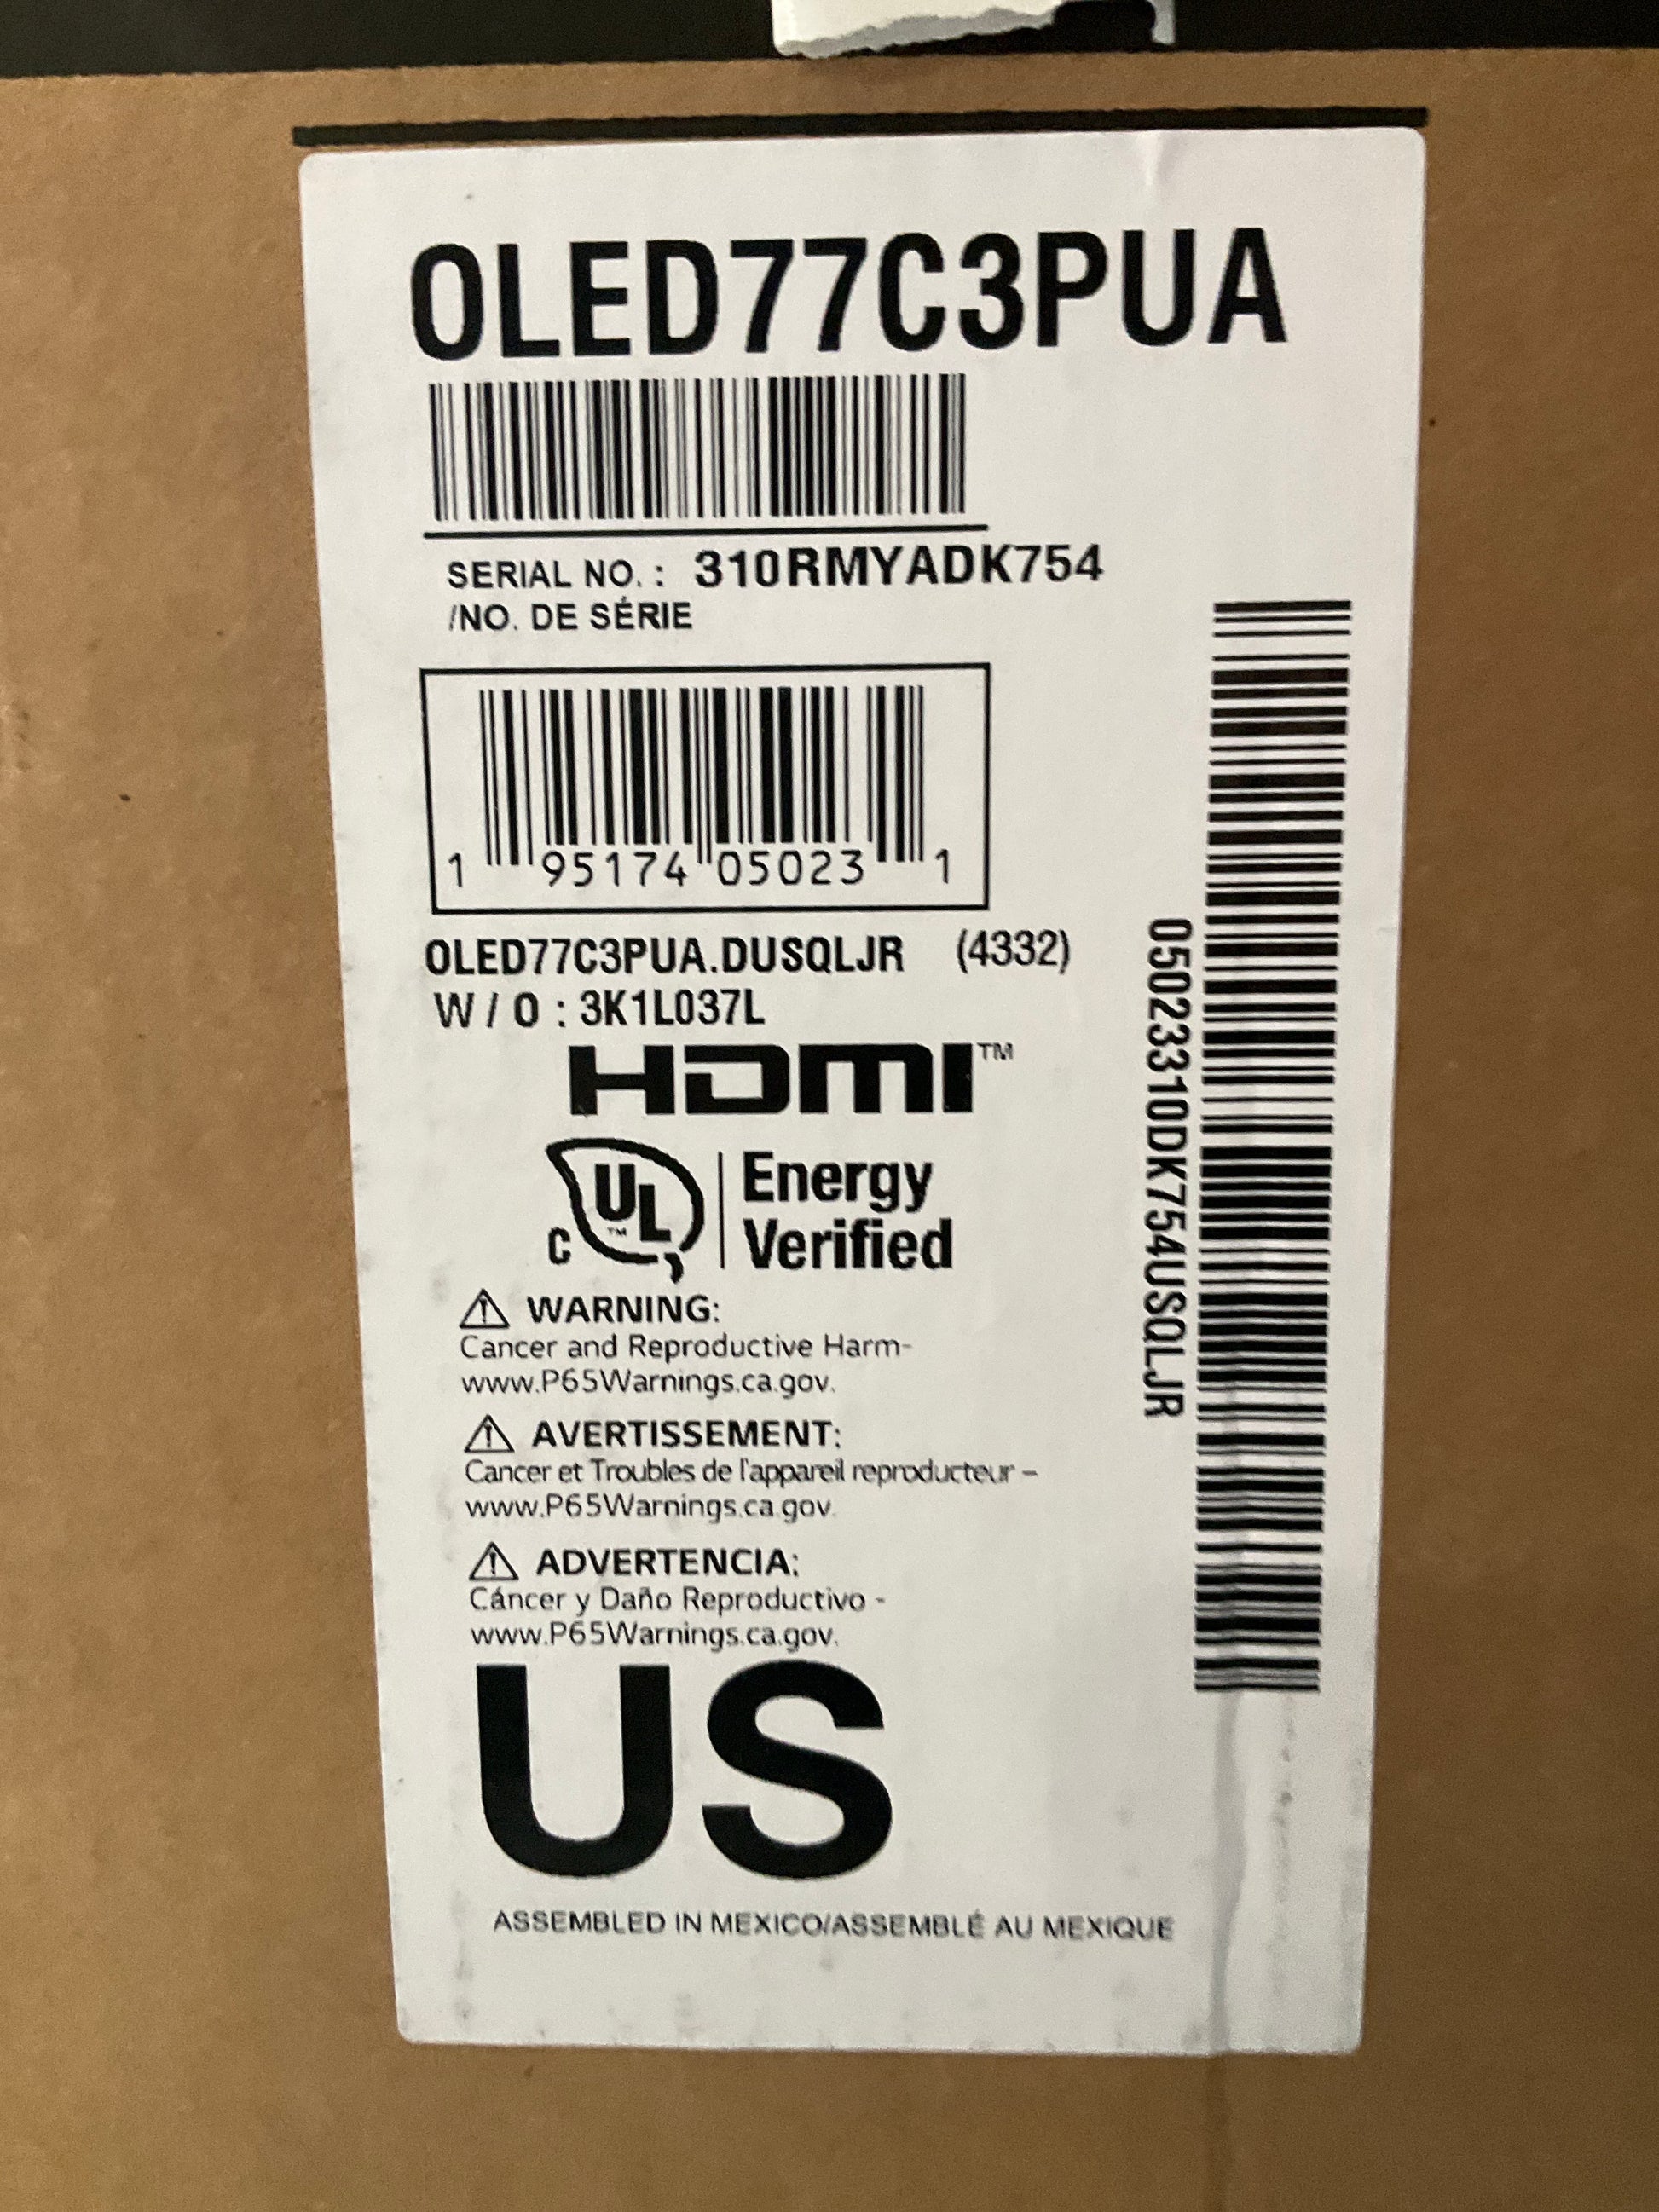 OLED77C3PUA
SERIAL NO. : 310RMYADK754
/NO. DE SÉRIE
1 95174 05023 1
OLED77C3PUA.DUSQLJR (4332)
W / O : 3K1L037L
HDMI™
C UL™ Energy
Verified
⚠ WARNING:
Cancer and Reproductive Harm-
www.P65Warnings.ca.gov.
⚠ AVERTISSEMENT:
Cancer et Troubles de l'appareil reproducteur –
www.P65Warnings.ca.gov.
⚠ ADVERTENCIA:
Cáncer y Daño Reproductivo -
www.P65Warnings.ca.gov.
US
ASSEMBLED IN MEXICO/ASSEMBLÉ AU MEXIQUE
05023310DK754USQLJR